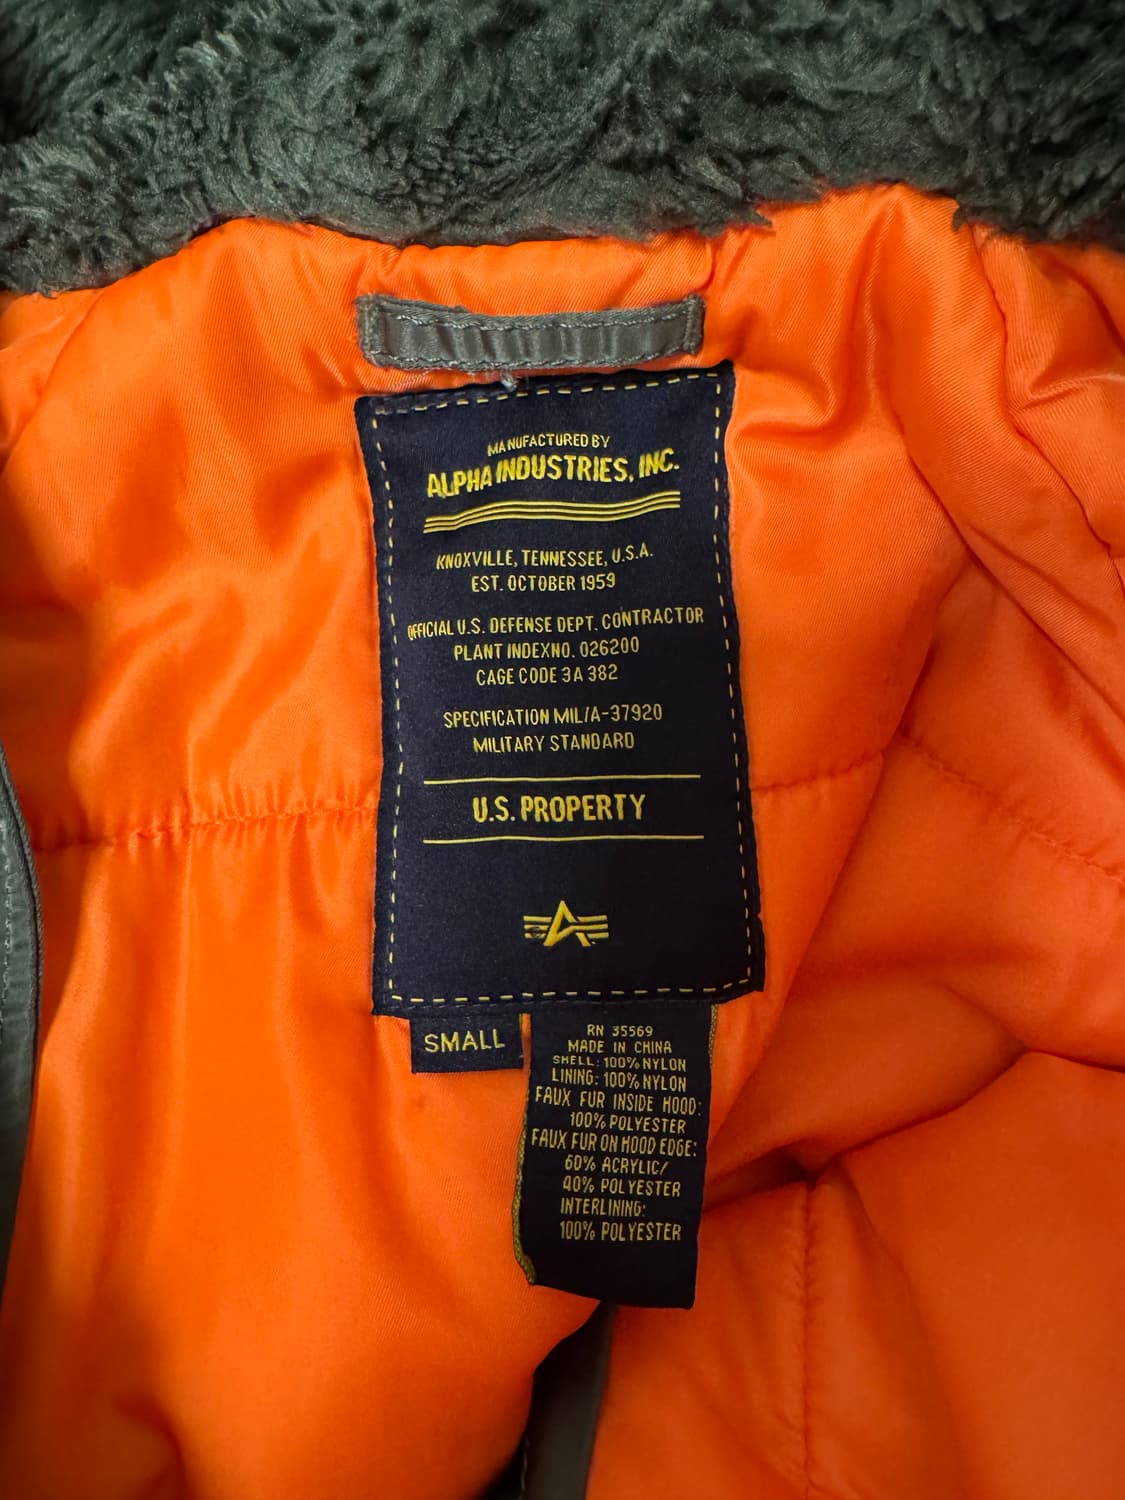 MANUFACTURED BY
ALPHA INDUSTRIES, INC.
KNOXVILLE, TENNESSEE, U.S.A.
EST. OCTOBER 1959
OFFICIAL U.S. DEFENSE DEPT. CONTRACTOR
PLANT INDEX NO. 026200
CAGE CODE 3A 382
SPECIFICATION MIL/A-37920
MILITARY STANDARD
U.S. PROPERTY
SMALL
RN 35569
MADE IN CHINA
SHELL: 100% NYLON
LINING: 100% NYLON
FAUX FUR INSIDE HOOD:
100% POLYESTER
FAUX FUR ON HOOD EDGE:
60% ACRYLIC/
40% POLYESTER
INTERLINING:
100% POLYESTER